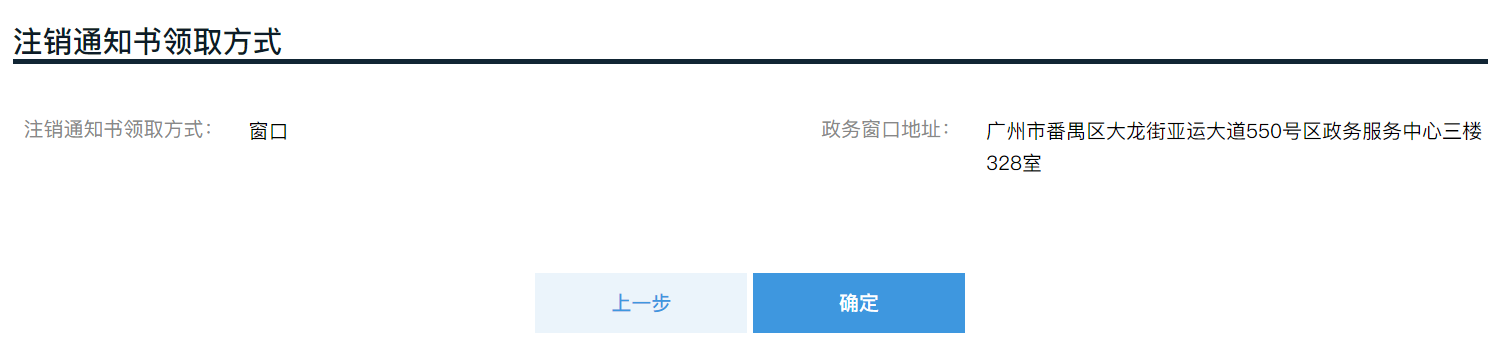 注销通知书领取方式
注销通知书领取方式：
窗口
政务窗口地址：
广州市番禺区大龙街亚运大道550号区政务服务中心三楼
328室
上一步
确定